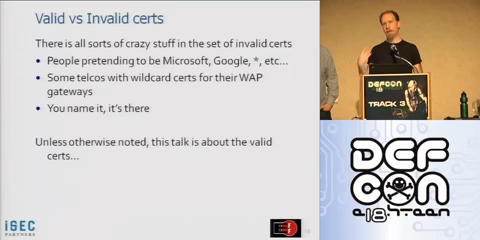 Valid vs Invalid certs
There is all sorts of crazy stuff in the set of invalid certs
• People pretending to be Microsoft, Google, *, etc...
• Some telcos with wildcard certs for their WAP
gateways
• You name it, it's there
Unless otherwise noted, this talk is about the valid
certs...
iSEC
PARTNERS
DEFCON
TRACK 3
DEF
CON
e18hteen